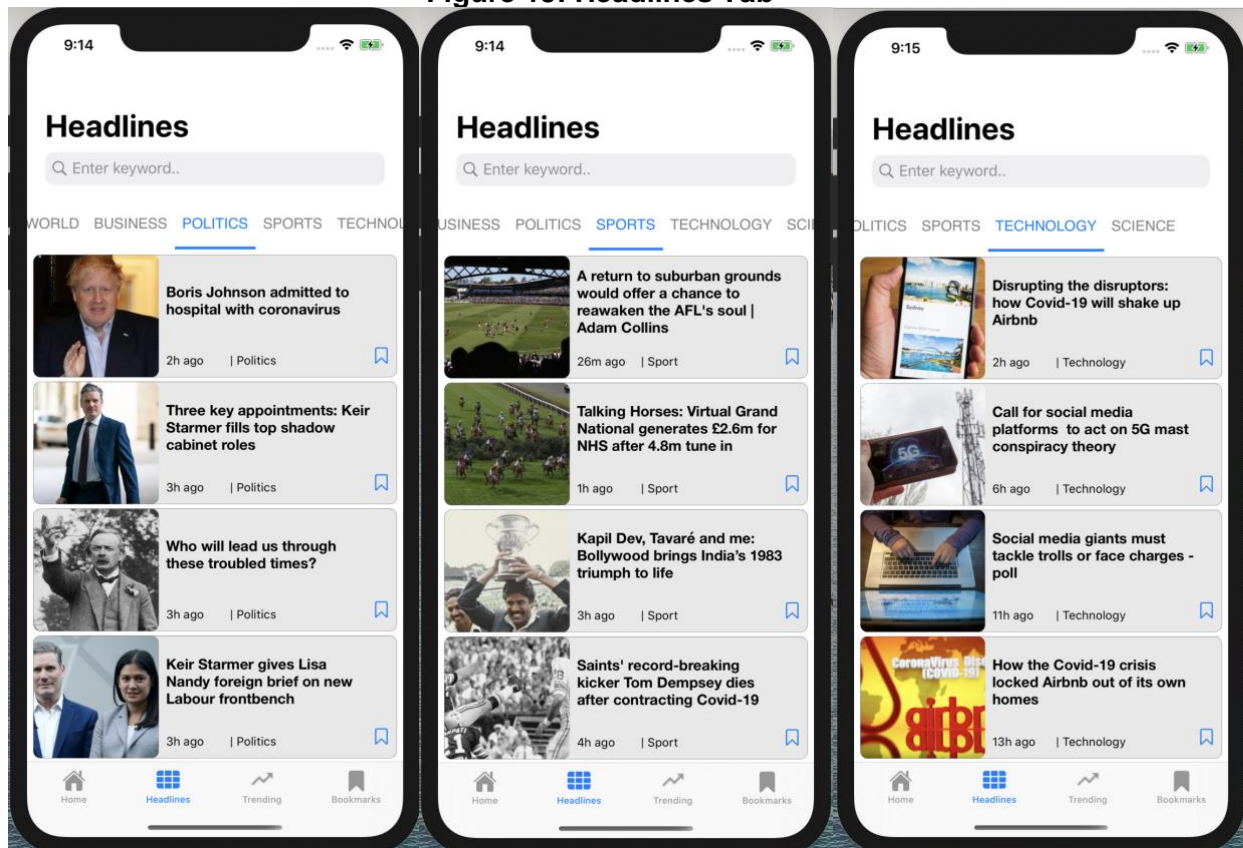 Figure 10: Headlines Tab
9:14
Headlines
Enter keyword..
WORLD BUSINESS POLITICS SPORTS TECHNOL
Boris Johnson admitted to
hospital with coronavirus
2h ago | Politics
Three key appointments: Keir
Starmer fills top shadow
cabinet roles
3h ago | Politics
Who will lead us through
these troubled times?
3h ago | Politics
Keir Starmer gives Lisa
Nandy foreign brief on new
Labour frontbench
3h ago | Politics
Home Headlines Trending Bookmarks
9:14
Headlines
Enter keyword..
USINESS POLITICS SPORTS TECHNOLOGY SCI
A return to suburban grounds
would offer a chance to
reawaken the AFL's soul |
Adam Collins
26m ago | Sport
Talking Horses: Virtual Grand
National generates £2.6m for
NHS after 4.8m tune in
1h ago | Sport
Kapil Dev, Tavaré and me:
Bollywood brings India's 1983
triumph to life
3h ago | Sport
Saints' record-breaking
kicker Tom Dempsey dies
after contracting Covid-19
4h ago | Sport
Home Headlines Trending Bookmarks
9:15
Headlines
Enter keyword..
OLITICS SPORTS TECHNOLOGY SCIENCE
Sydney
Disrupting the disruptors:
how Covid-19 will shake up
Airbnb
2h ago | Technology
5G
Call for social media
platforms to act on 5G mast
conspiracy theory
6h ago | Technology
Social media giants must
tackle trolls or face charges -
poll
11h ago | Technology
CoronaVirus Dise
(COVID-19)
airbn
How the Covid-19 crisis
locked Airbnb out of its own
homes
13h ago | Technology
Home Headlines Trending Bookmarks